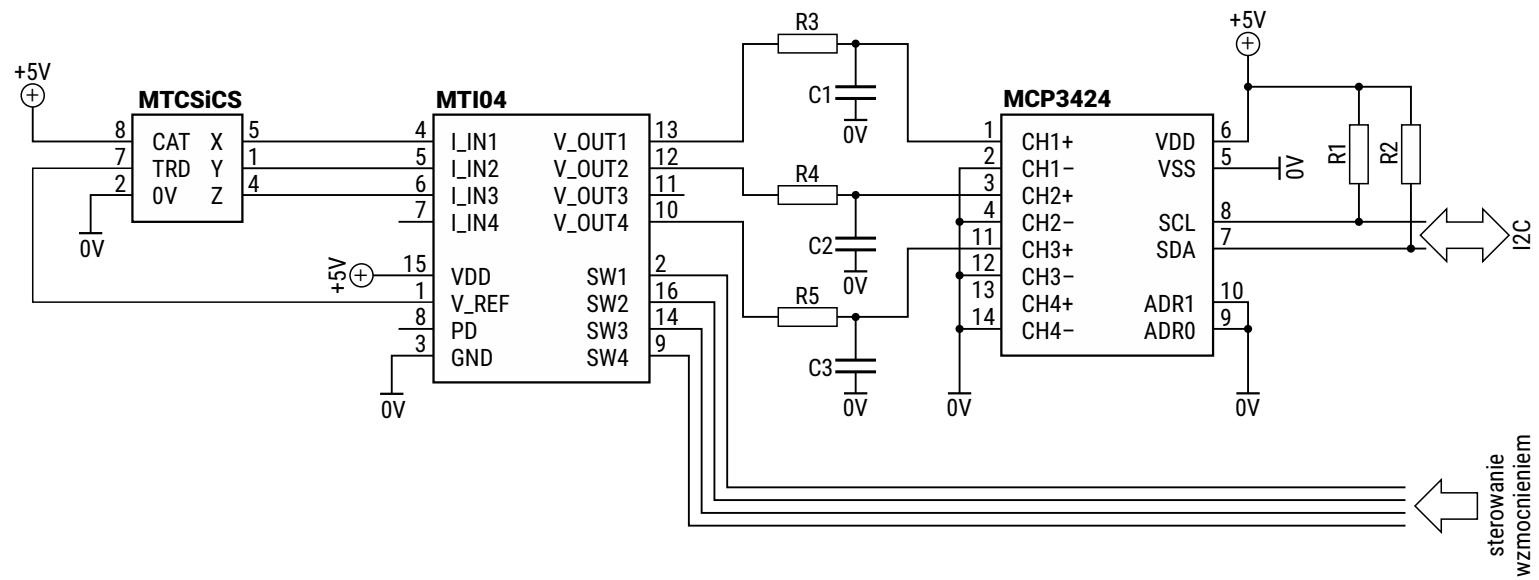 +5V
MTCSiCS
8 CAT X 5
7 TRD Y 1
2 0V Z 4
0V
MTI04
4 I_IN1 V_OUT1 13
5 I_IN2 V_OUT2 12
6 I_IN3 V_OUT3 11
7 I_IN4 V_OUT4 10
+5V
15 VDD SW1 2
1 V_REF SW2 16
8 PD SW3 14
3 GND SW4 9
0V
R3
C1
0V
R4
C2
0V
R5
C3
0V
MCP3424
1 CH1+ VDD 6
2 CH1− VSS 5
3 CH2+
4 CH2− SCL 8
11 CH3+ SDA 7
12 CH3−
13 CH4+ ADR1 10
14 CH4− ADR0 9
0V
+5V
0V
R1
R2
0V
I2C
sterowanie
wzmocnieniem